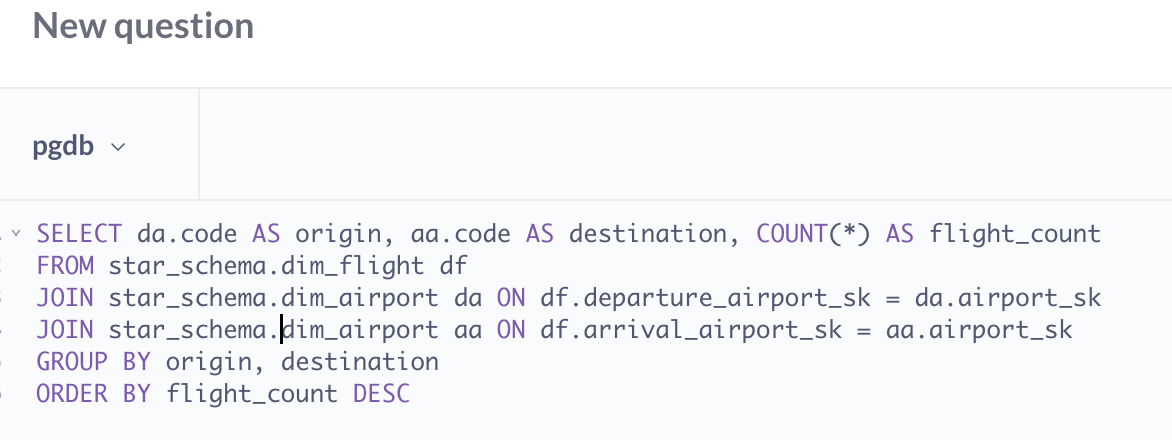 New question
pgdb
SELECT da.code AS origin, aa.code AS destination, COUNT(*) AS flight_count
FROM star_schema.dim_flight df
JOIN star_schema.dim_airport da ON df.departure_airport_sk = da.airport_sk
JOIN star_schema.dim_airport aa ON df.arrival_airport_sk = aa.airport_sk
GROUP BY origin, destination
ORDER BY flight_count DESC